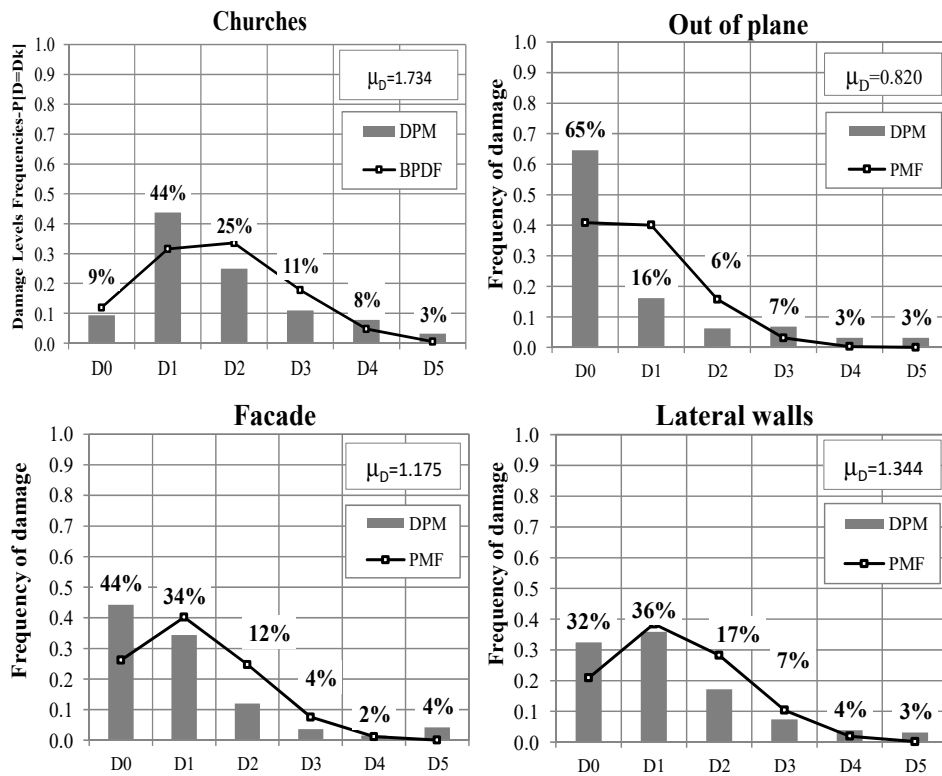 Churches
Damage Levels Frequencies-P[D=Dk]
1.0
0.9
0.8
0.7
0.6
0.5
0.4
0.3
0.2
0.1
0.0
μD=1.734
DPM
BPDF
9%
44%
25%
11%
8%
3%
D0 D1 D2 D3 D4 D5
Out of plane
Frequency of damage
1.0
0.9
0.8
0.7
0.6
0.5
0.4
0.3
0.2
0.1
0.0
μD=0.820
DPM
PMF
65%
16%
6%
7%
3%
3%
D0 D1 D2 D3 D4 D5
Facade
Frequency of damage
1.0
0.9
0.8
0.7
0.6
0.5
0.4
0.3
0.2
0.1
0.0
μD=1.175
DPM
PMF
44%
34%
12%
4%
2%
4%
D0 D1 D2 D3 D4 D5
Lateral walls
Frequency of damage
1.0
0.9
0.8
0.7
0.6
0.5
0.4
0.3
0.2
0.1
0.0
μD=1.344
DPM
PMF
32%
36%
17%
7%
4%
3%
D0 D1 D2 D3 D4 D5